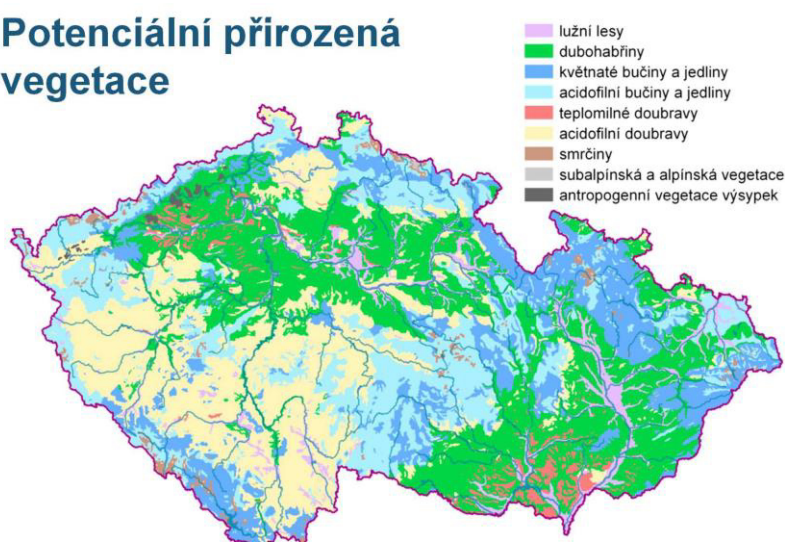 Potenciální přirozená
vegetace
lužní lesy
dubohabřiny
květnaté bučiny a jedliny
acidofilní bučiny a jedliny
teplomilné doubravy
acidofilní doubravy
smrčiny
subalpínská a alpínská vegetace
antropogenní vegetace výsypek